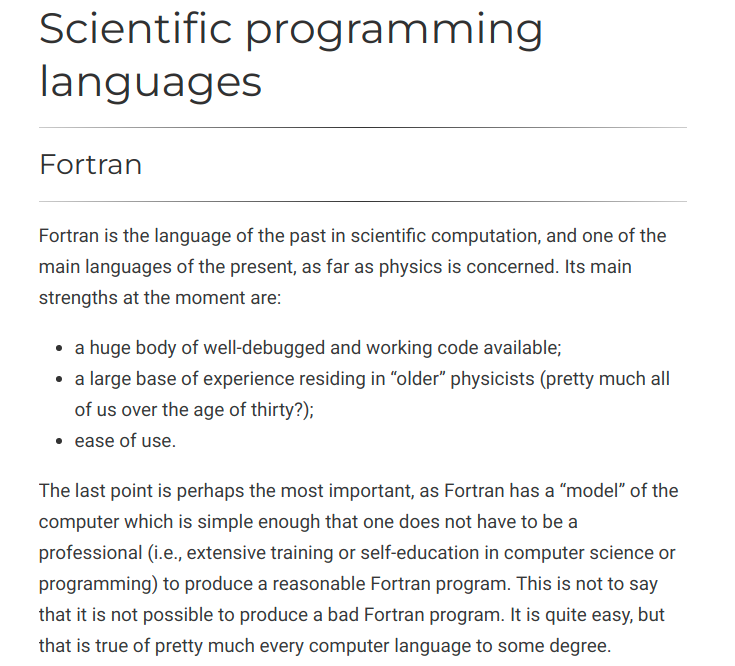 Scientific programming
languages
Fortran
Fortran is the language of the past in scientific computation, and one of the
main languages of the present, as far as physics is concerned. Its main
strengths at the moment are:
• a huge body of well-debugged and working code available;
• a large base of experience residing in “older” physicists (pretty much all
of us over the age of thirty?);
• ease of use.
The last point is perhaps the most important, as Fortran has a “model” of the
computer which is simple enough that one does not have to be a
professional (i.e., extensive training or self-education in computer science or
programming) to produce a reasonable Fortran program. This is not to say
that it is not possible to produce a bad Fortran program. It is quite easy, but
that is true of pretty much every computer language to some degree.